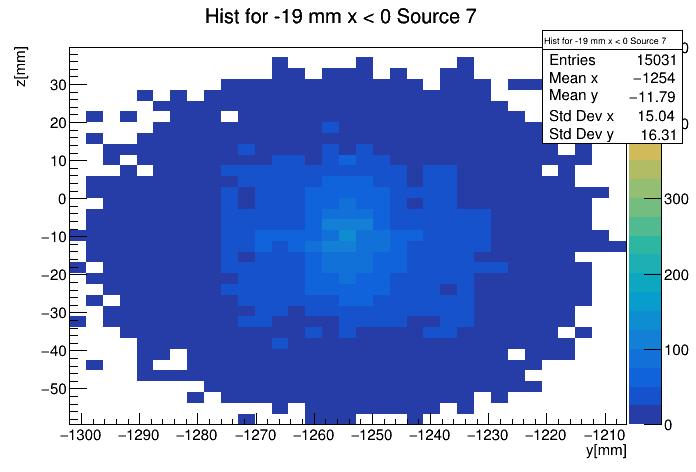 Hist for -19 mm x < 0 Source 7
Hist for -19 mm x < 0 Source 7
Entries 15031
Mean x −1254
Mean y −11.79
Std Dev x 15.04
Std Dev y 16.31
z[mm]
30
20
10
0
−10
−20
−30
−40
−50
0
0
300
200
100
0
−1300 −1290 −1280 −1270 −1260 −1250 −1240 −1230 −1220 −1210
y[mm]